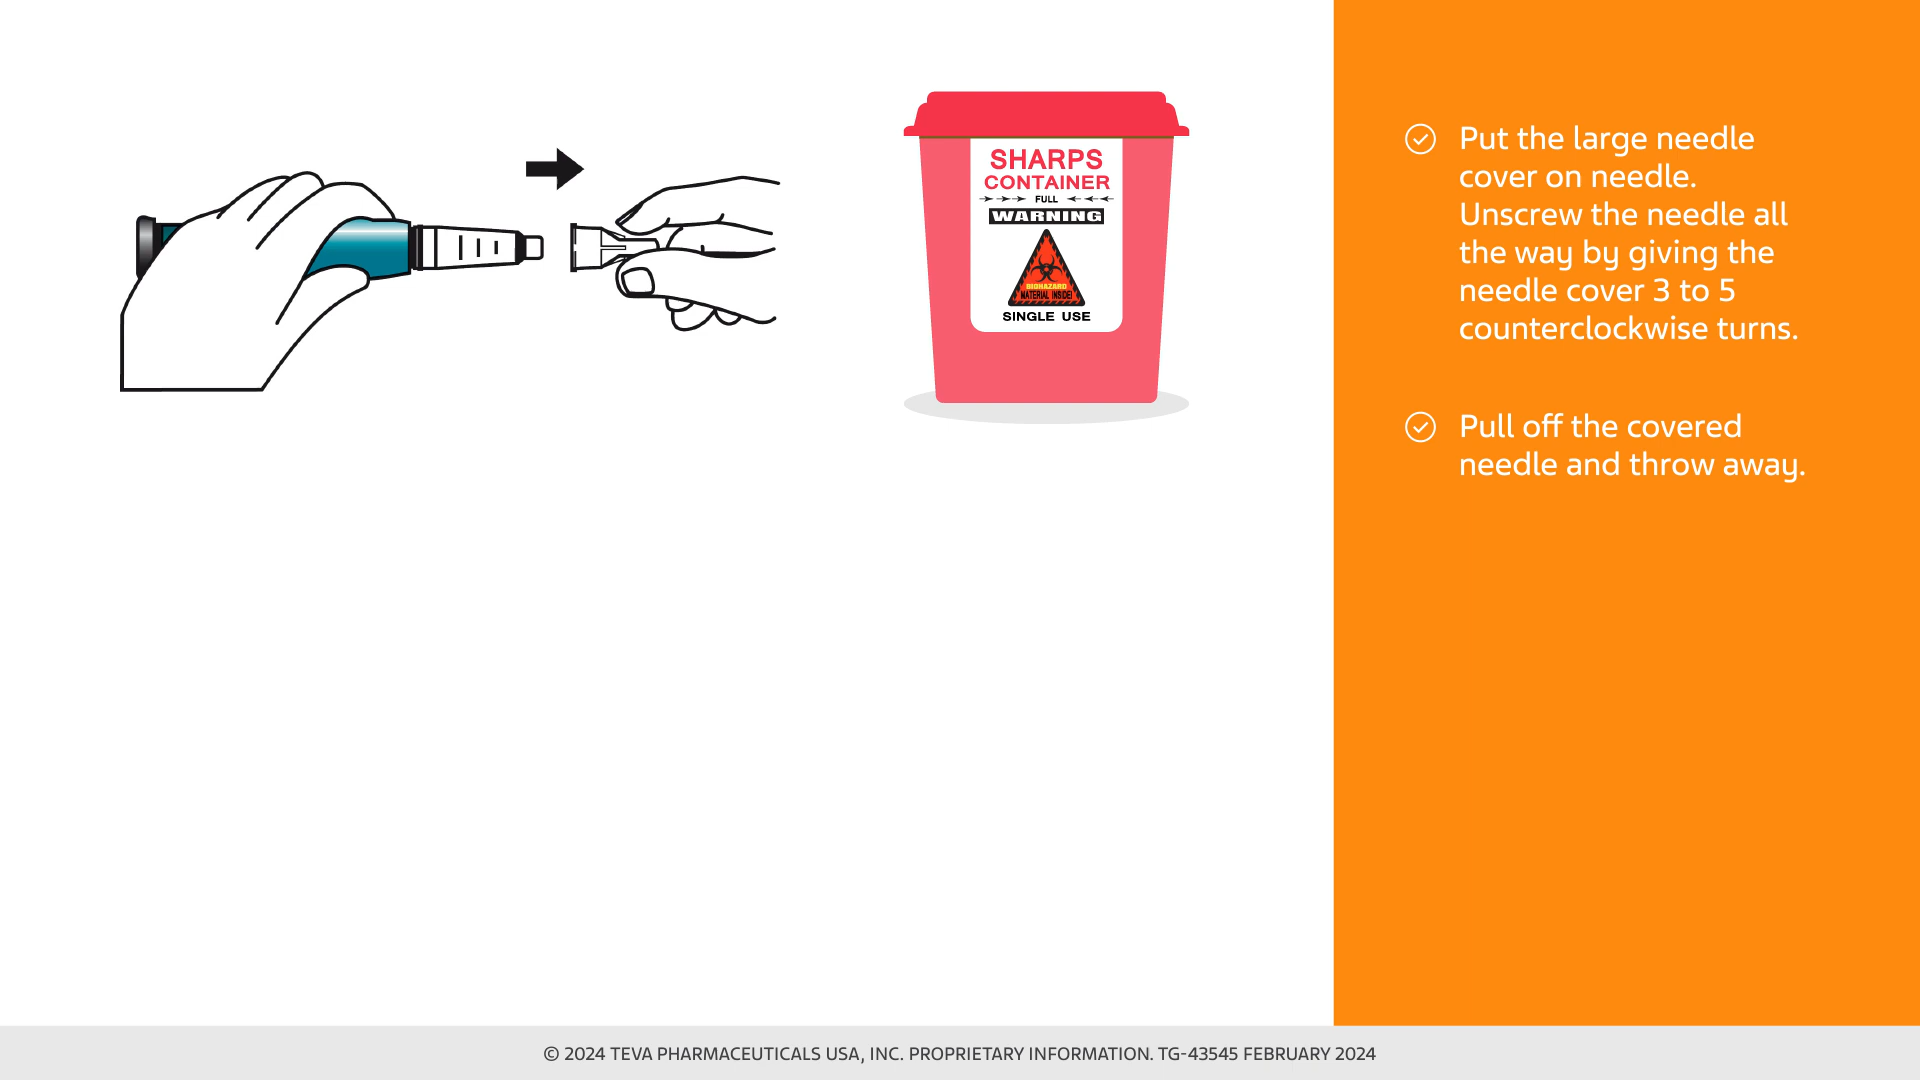 SHARPS
CONTAINER
FULL
WARNING
BIOHAZARD
MATERIAL INSIDE!
SINGLE USE
Put the large needle
cover on needle.
Unscrew the needle all
the way by giving the
needle cover 3 to 5
counterclockwise turns.
Pull off the covered
needle and throw away.
© 2024 TEVA PHARMACEUTICALS USA, INC. PROPRIETARY INFORMATION. TG-43545 FEBRUARY 2024